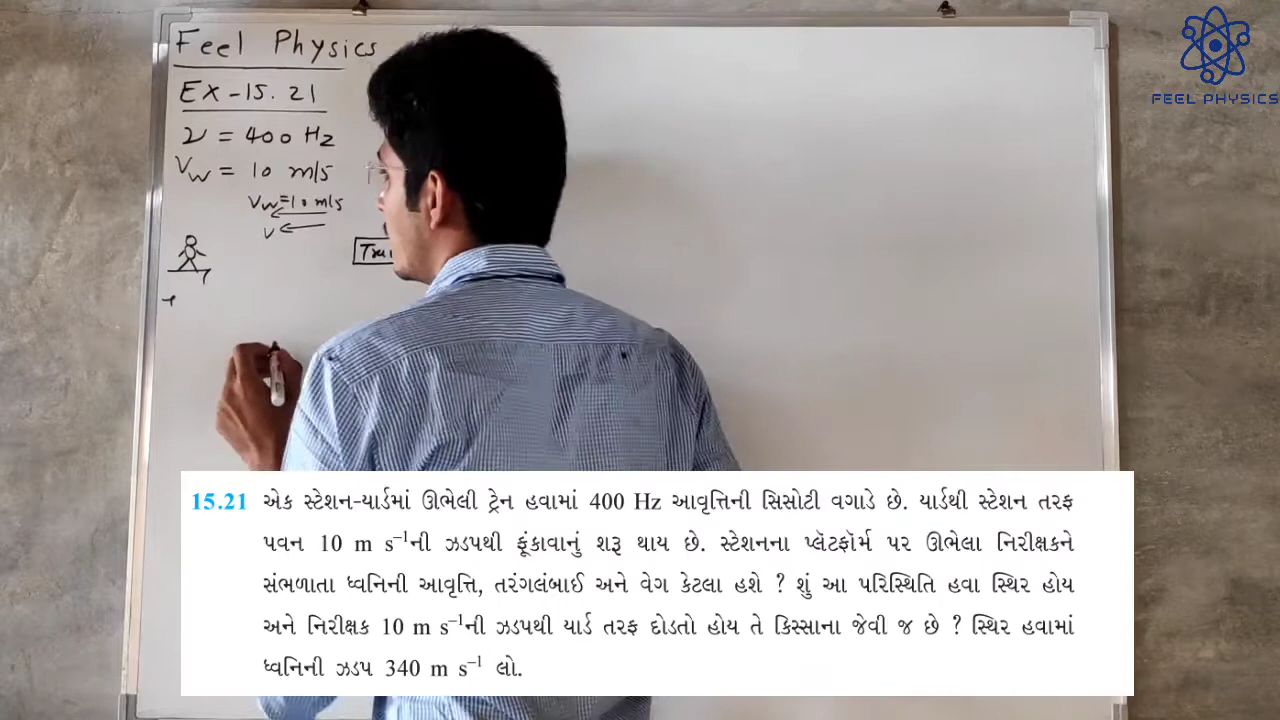 Feel Physics
EX-15.21
ν = 400 Hz
Vw = 10 m/s
Vw=10 m/s
v
FEEL PHYSICS
15.21 એક સ્ટેશન-યાર્ડમાં ઊભેલી ટ્રેન હવામાં 400 Hz આવૃત્તિની સિસોટી વગાડે છે. યાર્ડથી સ્ટેશન તરફ
પવન 10 m s⁻¹ની ઝડપથી ફૂંકાવાનું શરૂ થાય છે. સ્ટેશનના પ્લૅટફૉર્મ પર ઊભેલા નિરીક્ષકને
સંભળાતા ધ્વનિની આવૃત્તિ, તરંગલંબાઈ અને વેગ કેટલા હશે ? શું આ પરિસ્થિતિ હવા સ્થિર હોય
અને નિરીક્ષક 10 m s⁻¹ની ઝડપથી યાર્ડ તરફ દોડતો હોય તે કિસ્સાના જેવી જ છે ? સ્થિર હવામાં
ધ્વનિની ઝડપ 340 m s⁻¹ લો.